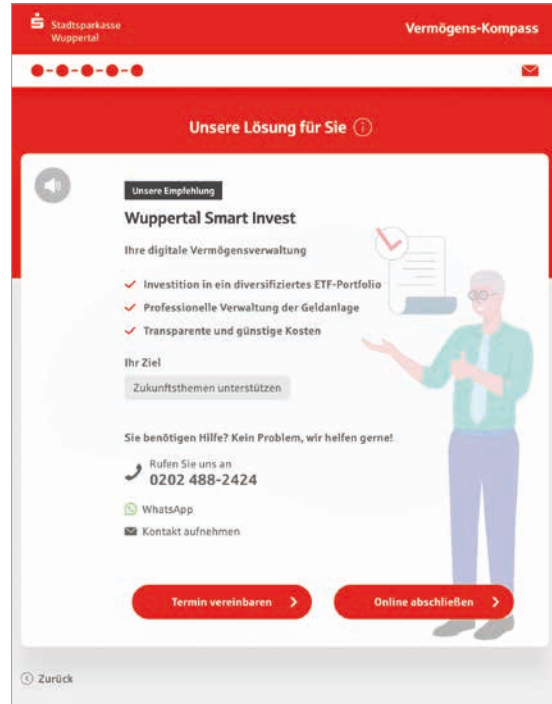 Stadtsparkasse
Wuppertal
Vermögens-Kompass
Unsere Lösung für Sie
Unsere Empfehlung
Wuppertal Smart Invest
Ihre digitale Vermögensverwaltung
Investition in ein diversifiziertes ETF-Portfolio
Professionelle Verwaltung der Geldanlage
Transparente und günstige Kosten
Ihr Ziel
Zukunftsthemen unterstützen
Sie benötigen Hilfe? Kein Problem, wir helfen gerne!
Rufen Sie uns an
0202 488-2424
WhatsApp
Kontakt aufnehmen
Termin vereinbaren
Online abschließen
Zurück